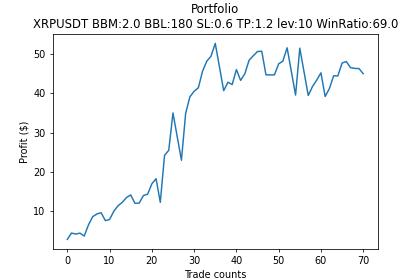 Portfolio
XRPUSDT BBM:2.0 BBL:180 SL:0.6 TP:1.2 lev:10 WinRatio:69.0
Profit ($)
50
40
30
20
10
0 10 20 30 40 50 60 70
Trade counts